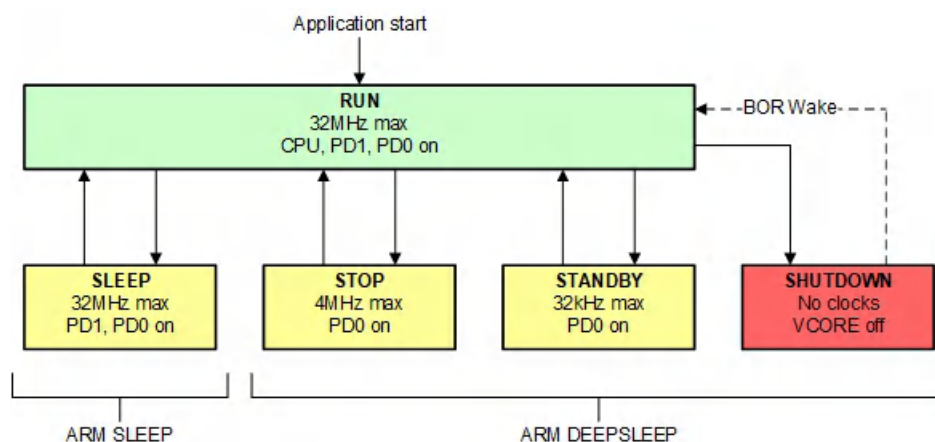 Application start
RUN
32MHz max
CPU, PD1, PD0 on
BOR Wake
SLEEP
32MHz max
PD1, PD0 on
STOP
4MHz max
PD0 on
STANDBY
32kHz max
PD0 on
SHUTDOWN
No clocks
VCORE off
ARM SLEEP
ARM DEEPSLEEP